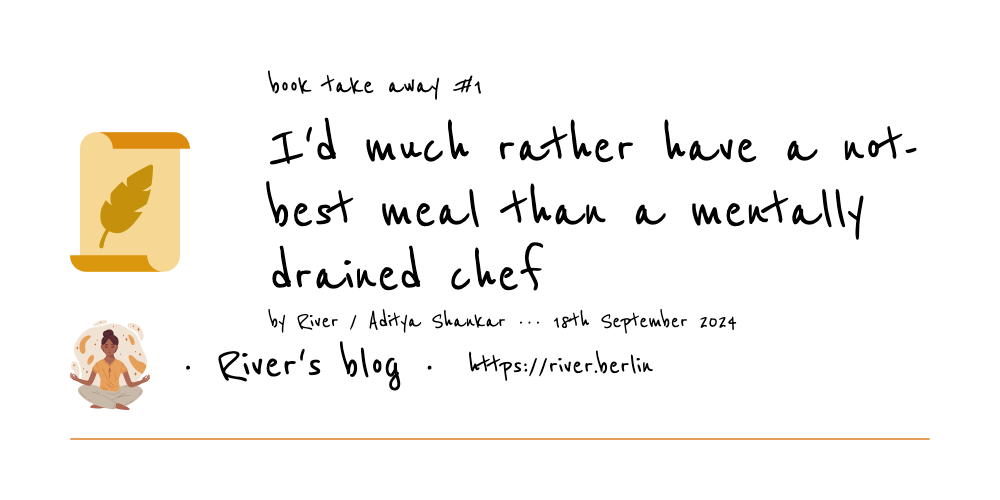 book take away #1
I'd much rather have a not-
best meal than a mentally
drained chef
by River / Aditya Shankar ··· 18th September 2024
· River's blog · https://river.berlin